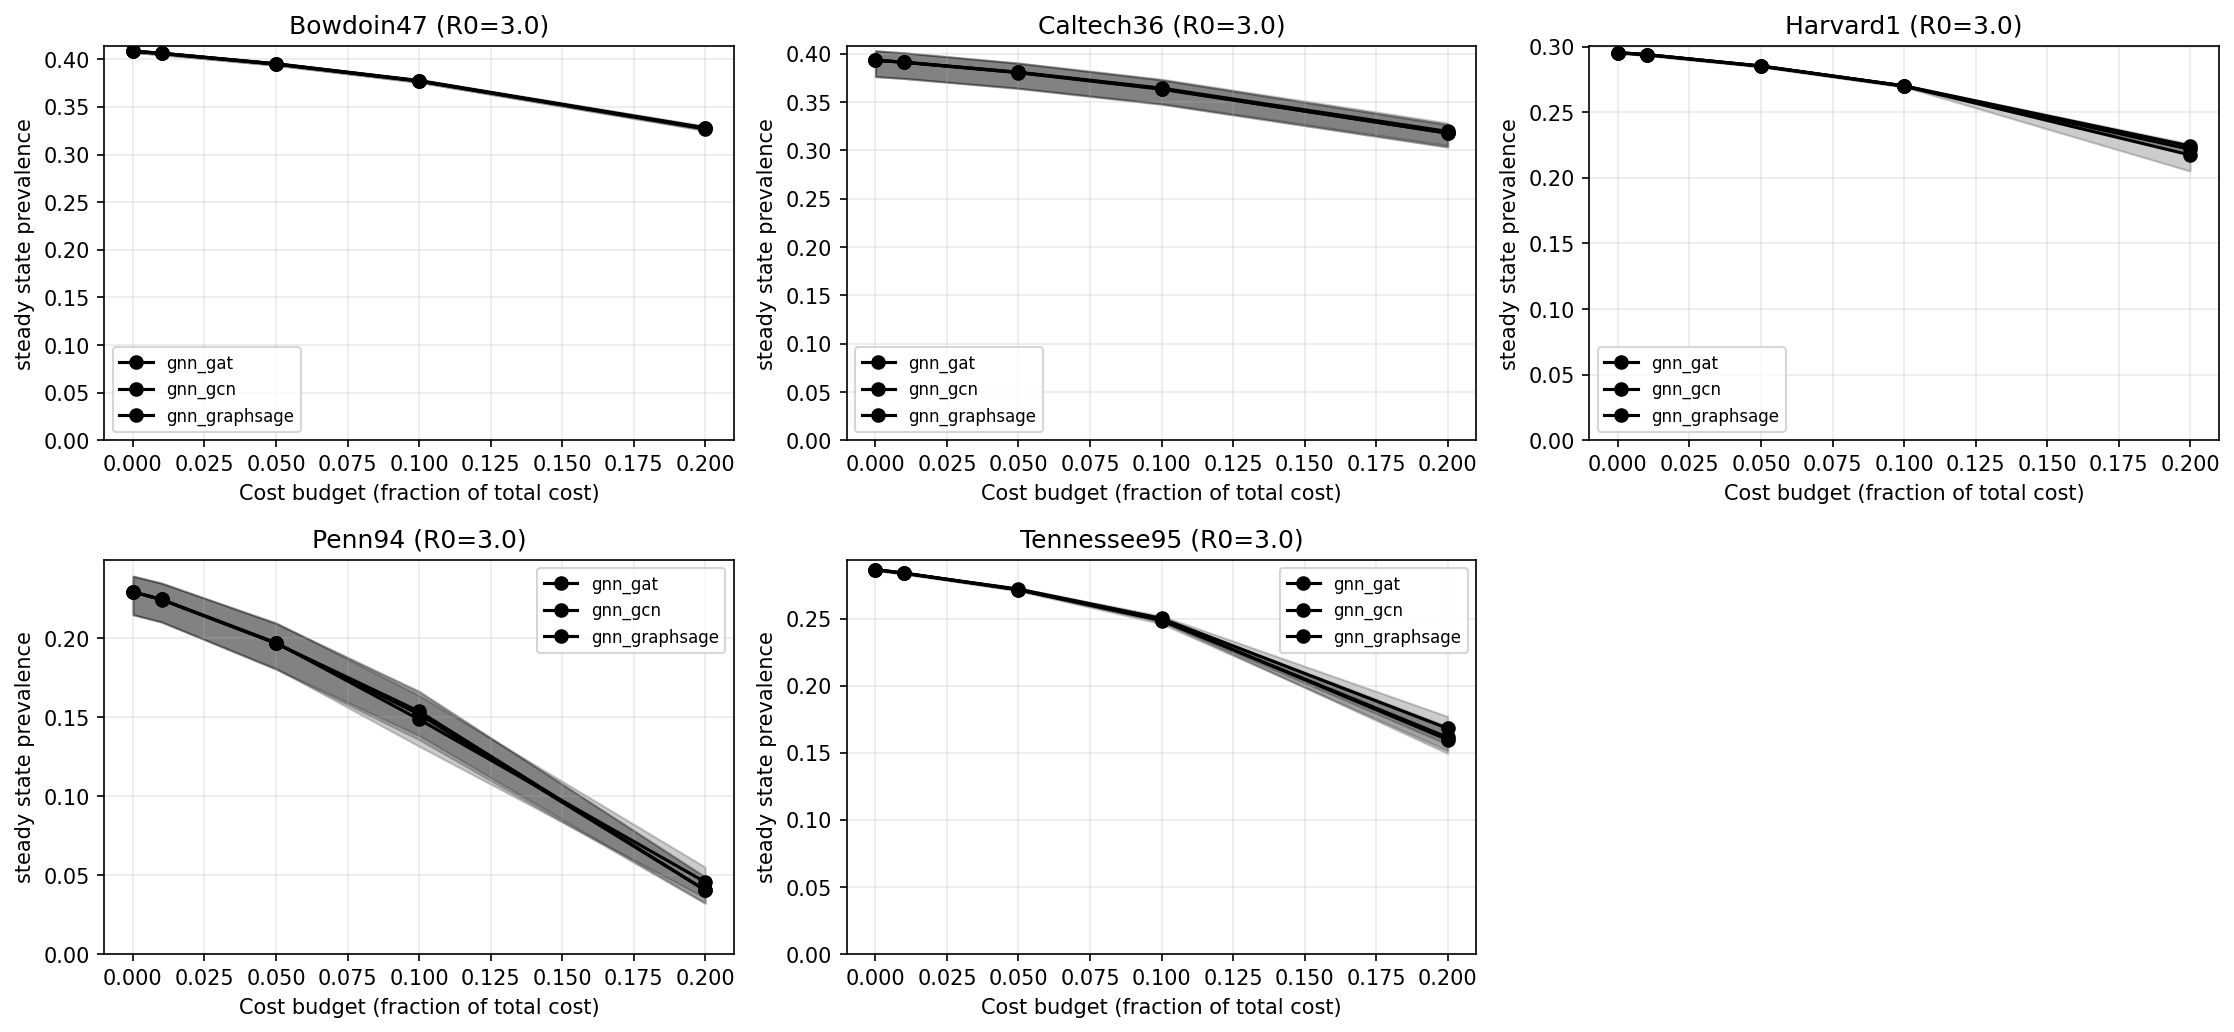 Bowdoin47 (R0=3.0)
steady state prevalence
0.40
0.35
0.30
0.25
0.20
0.15
0.10
0.05
0.00
gnn_gat
gnn_gcn
gnn_graphsage
0.000 0.025 0.050 0.075 0.100 0.125 0.150 0.175 0.200
Cost budget (fraction of total cost)
Caltech36 (R0=3.0)
steady state prevalence
0.40
0.35
0.30
0.25
0.20
0.15
0.10
0.05
0.00
gnn_gat
gnn_gcn
gnn_graphsage
0.000 0.025 0.050 0.075 0.100 0.125 0.150 0.175 0.200
Cost budget (fraction of total cost)
Harvard1 (R0=3.0)
steady state prevalence
0.30
0.25
0.20
0.15
0.10
0.05
0.00
gnn_gat
gnn_gcn
gnn_graphsage
0.000 0.025 0.050 0.075 0.100 0.125 0.150 0.175 0.200
Cost budget (fraction of total cost)
Penn94 (R0=3.0)
steady state prevalence
0.20
0.15
0.10
0.05
0.00
gnn_gat
gnn_gcn
gnn_graphsage
0.000 0.025 0.050 0.075 0.100 0.125 0.150 0.175 0.200
Cost budget (fraction of total cost)
Tennessee95 (R0=3.0)
steady state prevalence
0.25
0.20
0.15
0.10
0.05
0.00
gnn_gat
gnn_gcn
gnn_graphsage
0.000 0.025 0.050 0.075 0.100 0.125 0.150 0.175 0.200
Cost budget (fraction of total cost)